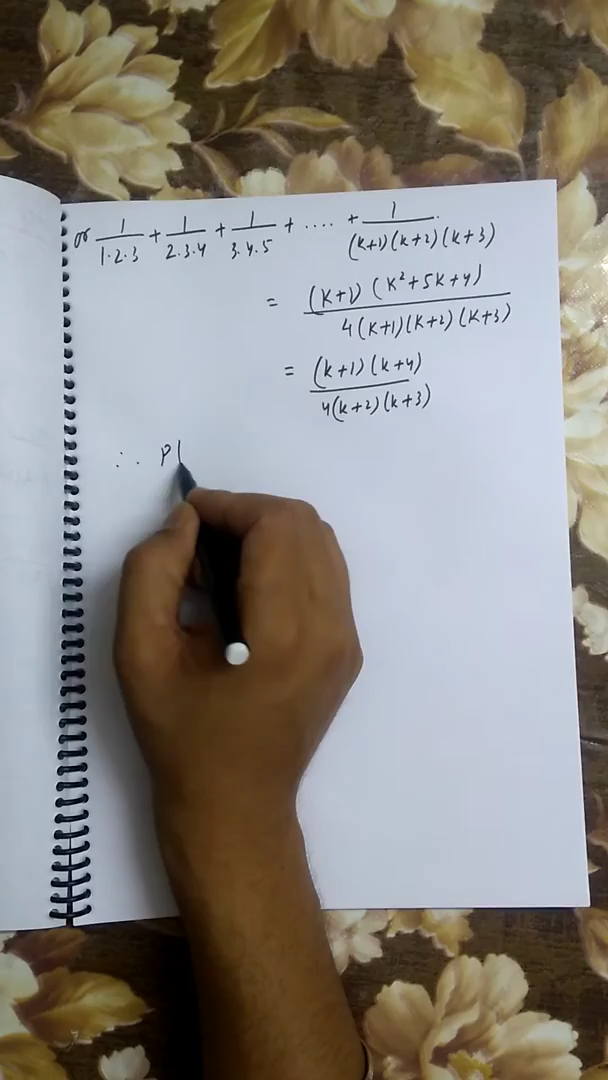 or 1/(1·2·3) + 1/(2·3·4) + 1/(3·4·5) + .... + 1/((k+1)(k+2)(k+3))
= (k+1)(k²+5k+4)/(4(k+1)(k+2)(k+3))
= (k+1)(k+4)/(4(k+2)(k+3))
∴ P(